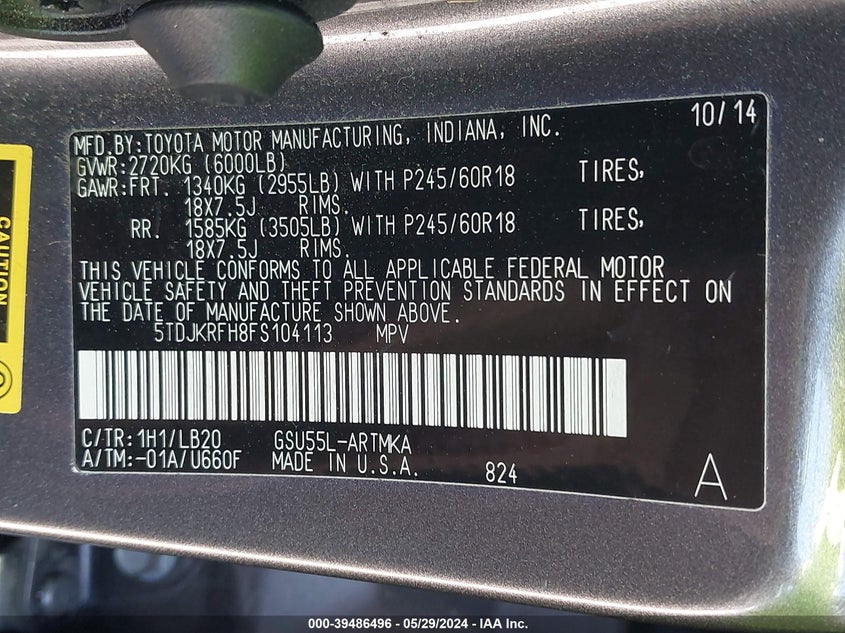 10/14
MFD.BY:TOYOTA MOTOR MANUFACTURING, INDIANA, INC.
GVWR:2720KG (6000LB)
GAWR:FRT. 1340KG (2955LB) WITH P245/60R18 TIRES,
18X7.5J RIMS.
RR. 1585KG (3505LB) WITH P245/60R18 TIRES,
18X7.5J RIMS.
THIS VEHICLE CONFORMS TO ALL APPLICABLE FEDERAL MOTOR
VEHICLE SAFETY AND THEFT PREVENTION STANDARDS IN EFFECT ON
THE DATE OF MANUFACTURE SHOWN ABOVE.
5TDJKRFH8FS104113 MPV
C/TR:1H1/LB20 GSU55L-ARTMKA
A/TM:-01A/U660F MADE IN U.S.A. 824 A
CAUTION
000-39486496 - 05/29/2024 - IAA Inc.